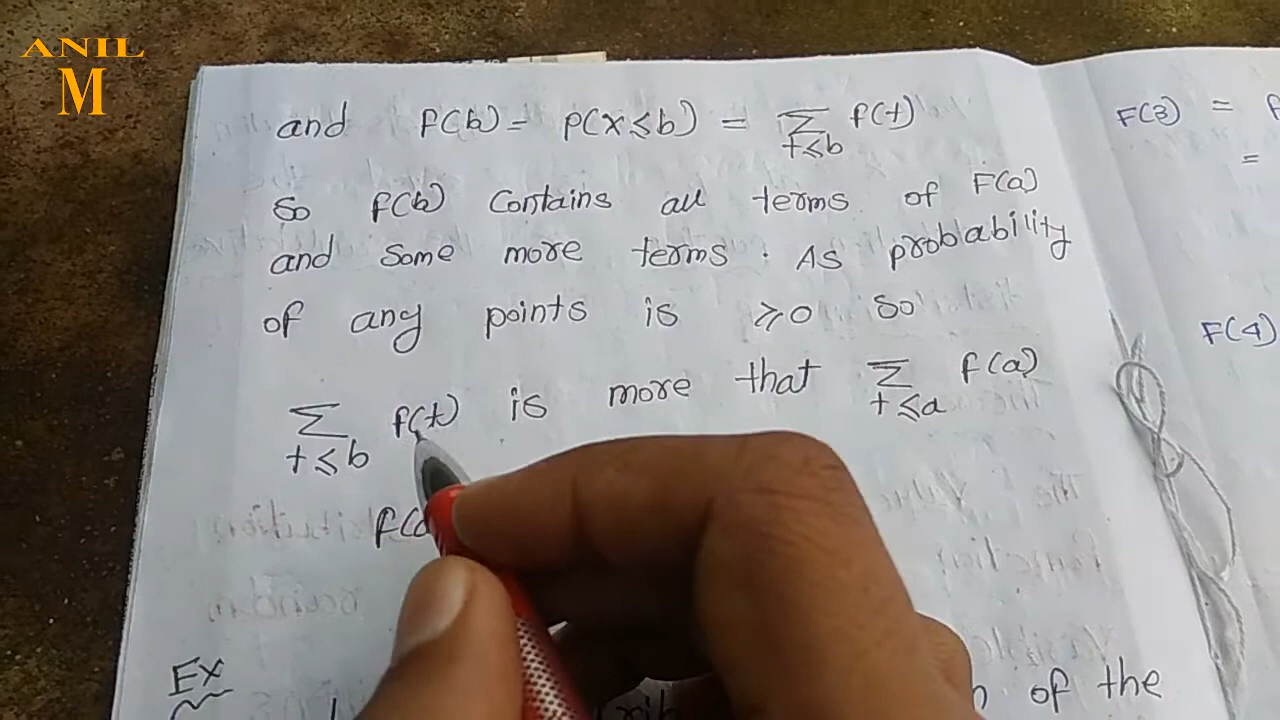 ANIL
M
and F(b) = P(X≤b) = Σ t≤b f(t)
So F(b) Contains all terms of F(a)
and some more terms. As probability
of any points is ≥0 so
Σ t≤b f(t) is more that Σ t≤a f(a)
Ex
of the
F(3) =
=
F(4)